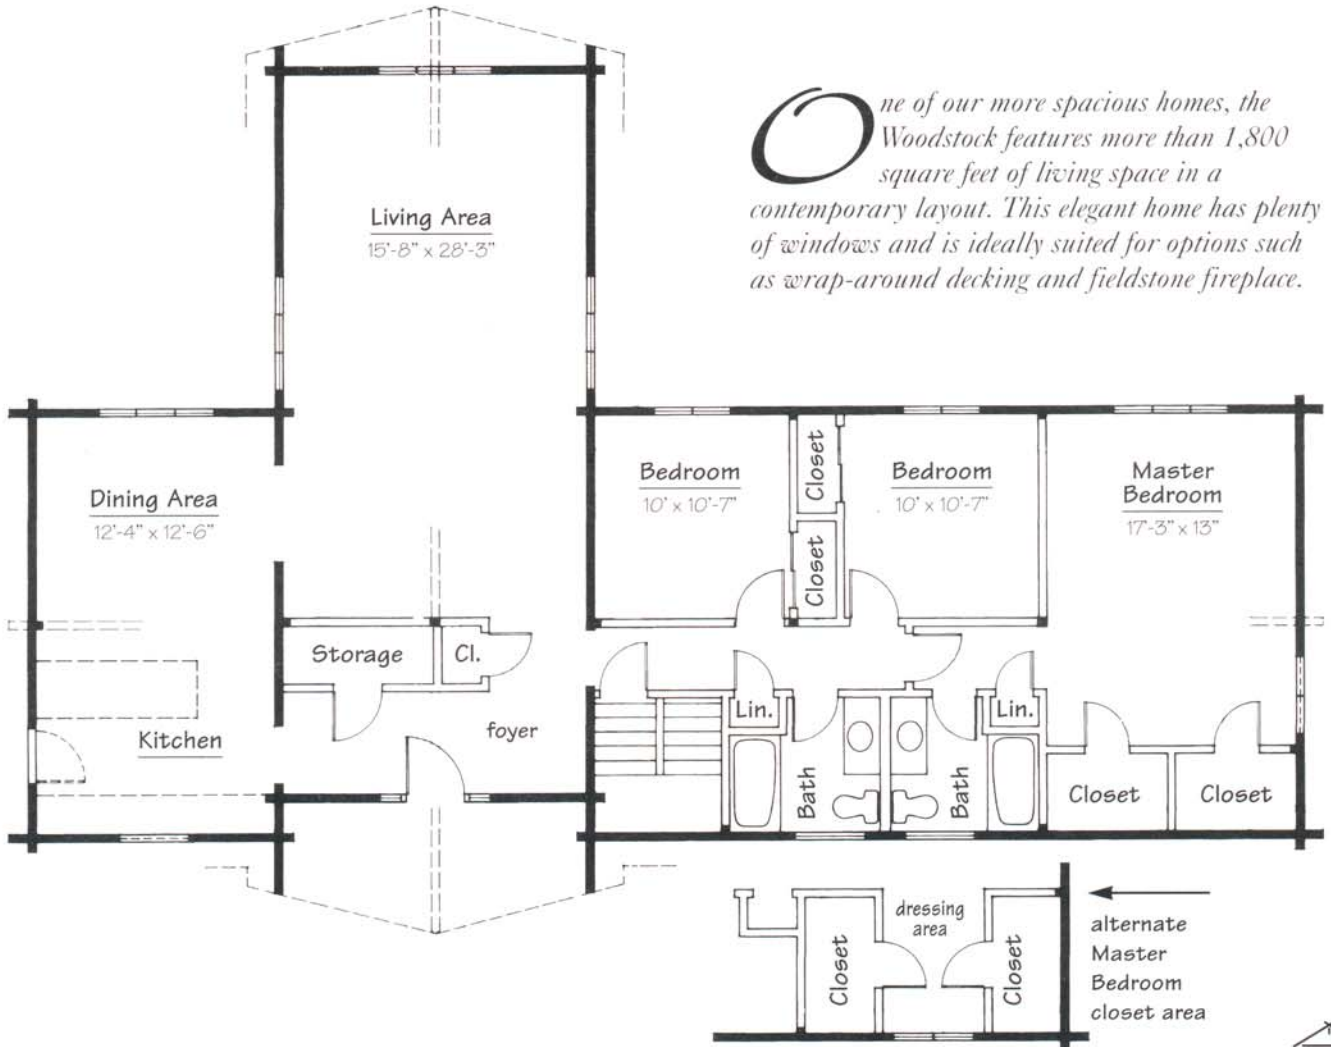 One of our more spacious homes, the
Woodstock features more than 1,800
square feet of living space in a
contemporary layout. This elegant home has plenty
of windows and is ideally suited for options such
as wrap-around decking and fieldstone fireplace.
Living Area
15'-8" x 28'-3"
Dining Area
12'-4" x 12'-6"
Bedroom
10' x 10'-7"
Closet
Closet
Bedroom
10' x 10'-7"
Master
Bedroom
17'-3" x 13"
Storage
Cl.
foyer
Kitchen
Lin.
Bath
Bath
Lin.
Closet
Closet
Closet
dressing
area
Closet
alternate
Master
Bedroom
closet area